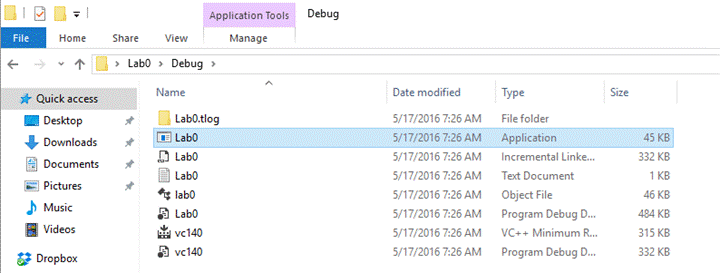 Application Tools Debug
File Home Share View Manage
Lab0 Debug
Quick access
Desktop
Downloads
Documents
Pictures
Music
Videos
Dropbox
Name Date modified Type Size
Lab0.tlog 5/17/2016 7:26 AM File folder
Lab0 5/17/2016 7:26 AM Application 45 KB
Lab0 5/17/2016 7:26 AM Incremental Linke... 332 KB
Lab0 5/17/2016 7:26 AM Text Document 1 KB
lab0 5/17/2016 7:26 AM Object File 46 KB
Lab0 5/17/2016 7:26 AM Program Debug D... 484 KB
vc140 5/17/2016 7:26 AM VC++ Minimum R... 315 KB
vc140 5/17/2016 7:26 AM Program Debug D... 332 KB